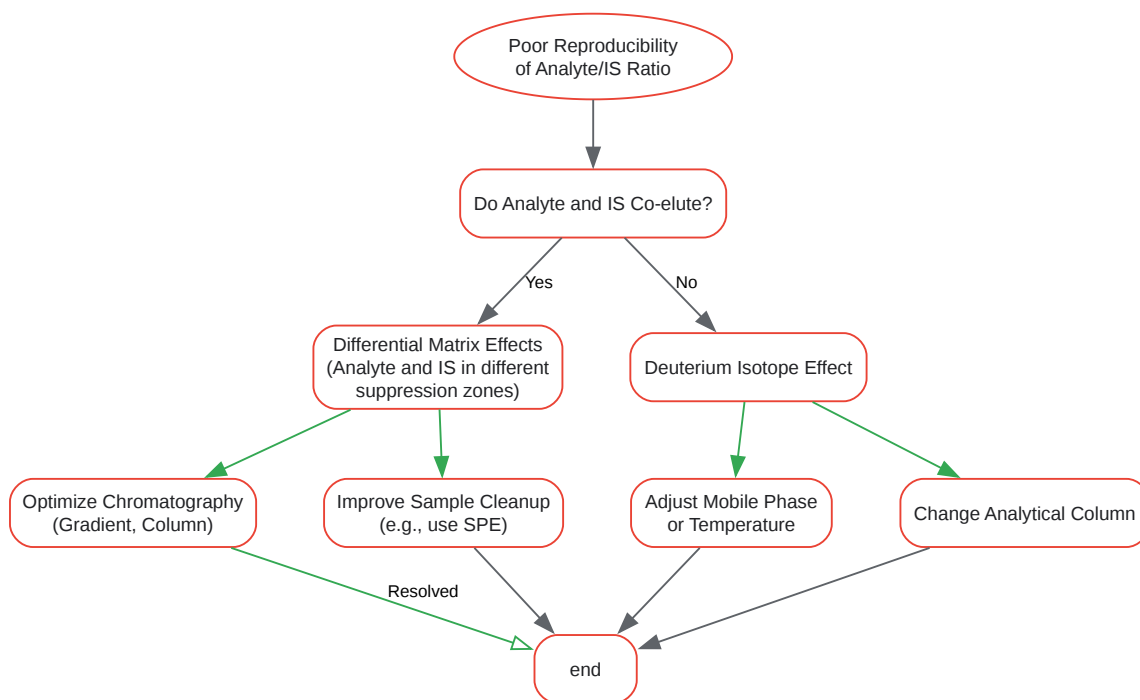 Poor Reproducibility
of Analyte/IS Ratio
Do Analyte and IS Co-elute?
Yes
No
Differential Matrix Effects
(Analyte and IS in different
suppression zones)
Deuterium Isotope Effect
Optimize Chromatography
(Gradient, Column)
Improve Sample Cleanup
(e.g., use SPE)
Adjust Mobile Phase
or Temperature
Change Analytical Column
Resolved
end